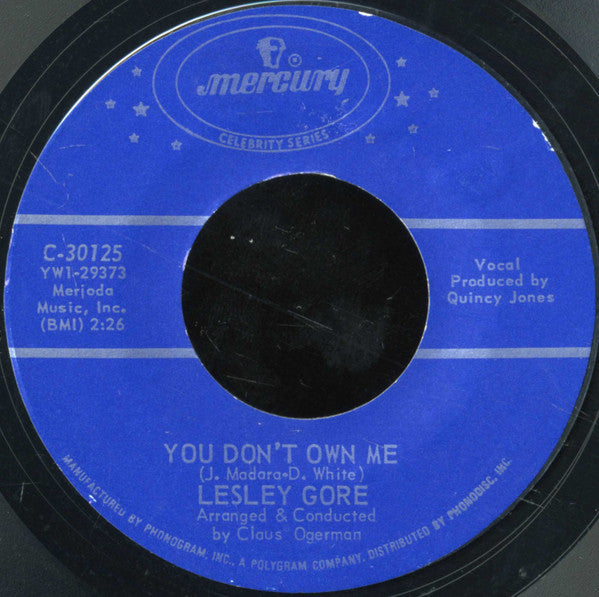 mercury ®
CELEBRITY SERIES
C-30125
YW1-29373
Merjoda
Music, Inc.
(BMI) 2:26
Vocal
Produced by
Quincy Jones
YOU DON'T OWN ME
(J. Madara•D. White)
LESLEY GORE
Arranged & Conducted
by Claus Ogerman
MANUFACTURED BY PHONOGRAM, INC., A POLYGRAM COMPANY, DISTRIBUTED BY PHONODISC, INC.